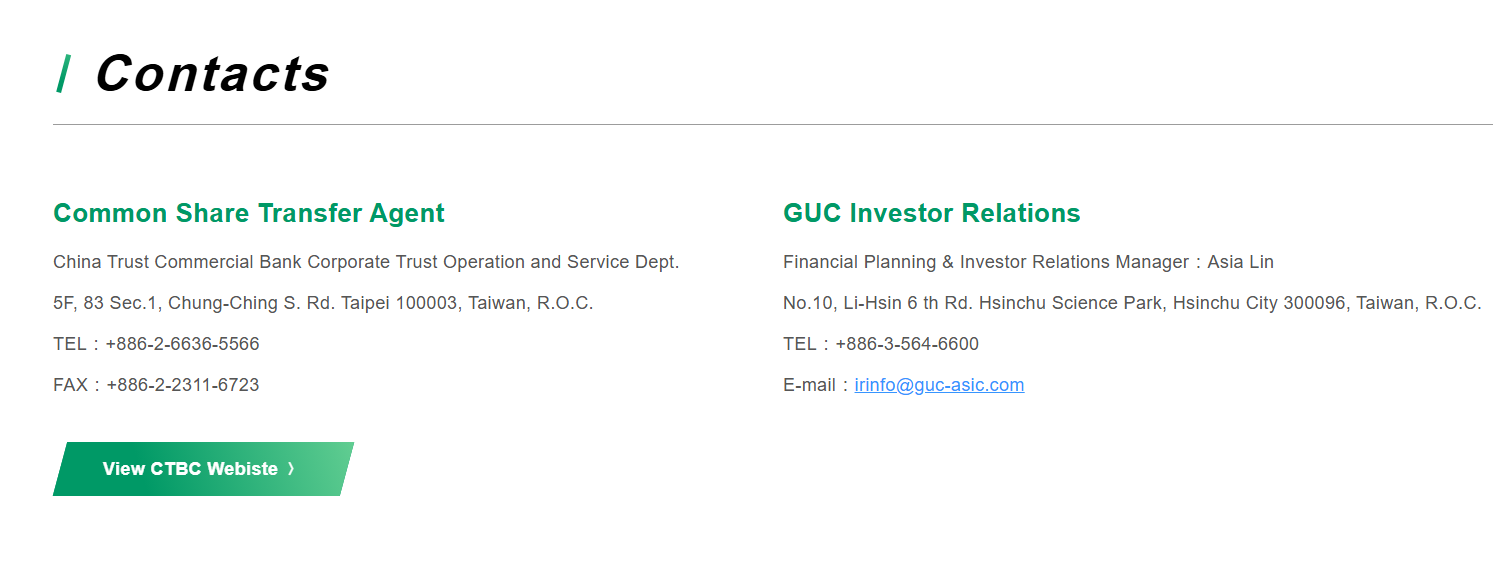 Contacts
Common Share Transfer Agent
China Trust Commercial Bank Corporate Trust Operation and Service Dept.
5F, 83 Sec.1, Chung-Ching S. Rd. Taipei 100003, Taiwan, R.O.C.
TEL：+886-2-6636-5566
FAX：+886-2-2311-6723
View CTBC Webiste 〉
GUC Investor Relations
Financial Planning & Investor Relations Manager：Asia Lin
No.10, Li-Hsin 6 th Rd. Hsinchu Science Park, Hsinchu City 300096, Taiwan, R.O.C.
TEL：+886-3-564-6600
E-mail：irinfo@guc-asic.com